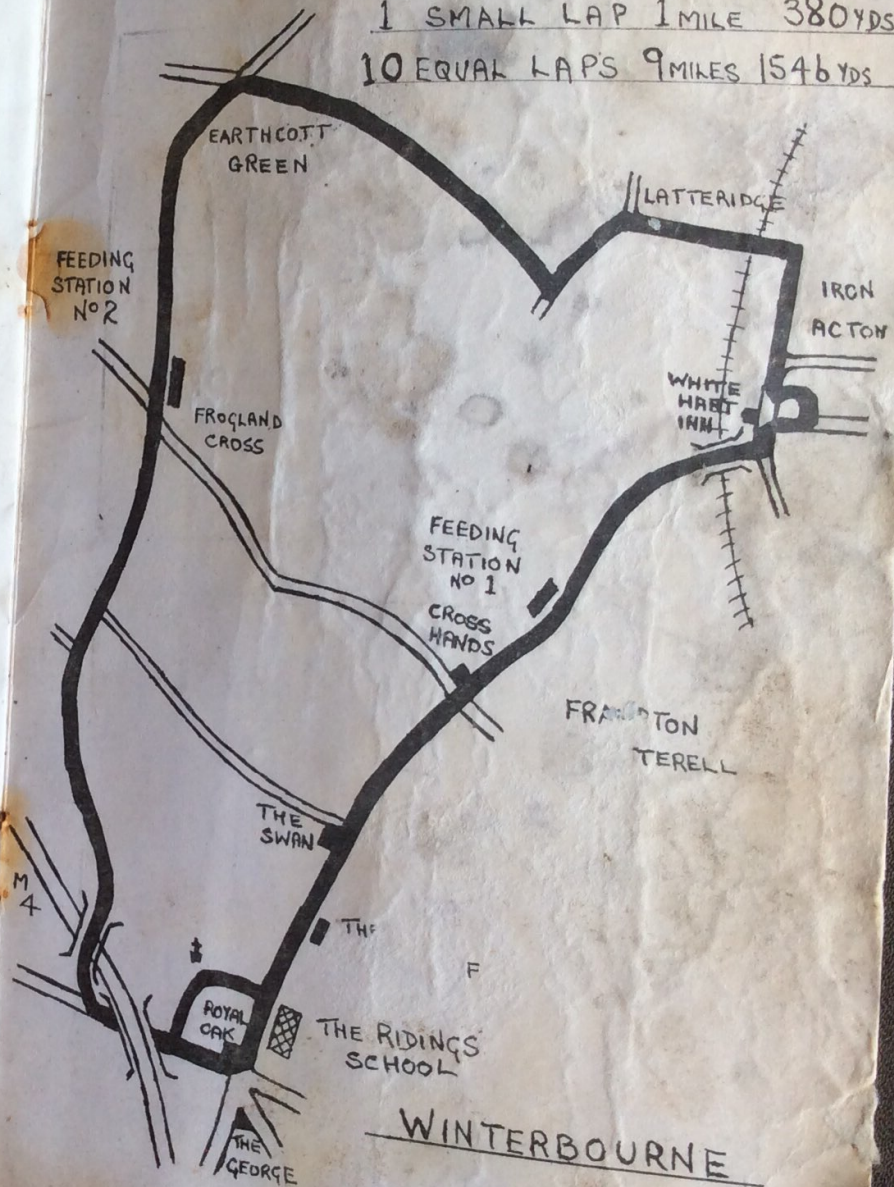 1 SMALL LAP 1 MILE 380 YDS
10 EQUAL LAPS 9 MILES 1546 YDS
EARTHCOTT
GREEN
LATTERIDGE
FEEDING
STATION
No 2
IRON
ACTON
WHITE
HART
INN
FROGLAND
CROSS
FEEDING
STATION
No 1
CROSS
HANDS
TERELL
THE
SWAN
M
4
F
ROYAL
OAK
THE RIDINGS
SCHOOL
WINTERBOURNE
THE
GEORGE